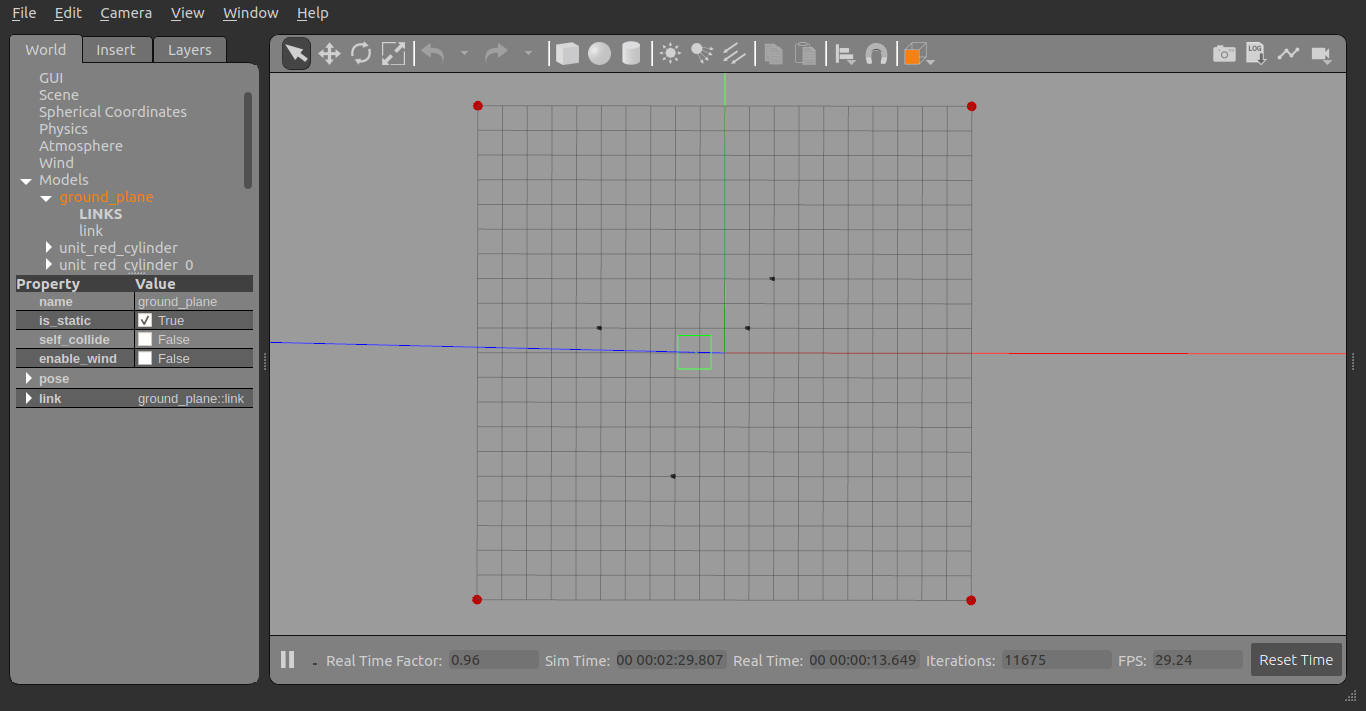 File Edit Camera View Window Help
World Insert Layers
LOG
GUI
Scene
Spherical Coordinates
Physics
Atmosphere
Wind
Models
ground_plane
LINKS
link
unit_red_cylinder
unit_red_cylinder_0
Property Value
name ground_plane
is_static True
self_collide False
enable_wind False
pose
link ground_plane::link
Real Time Factor: 0.96 Sim Time: 00 00:02:29.807 Real Time: 00 00:00:13.649 Iterations: 11675 FPS: 29.24 Reset Time